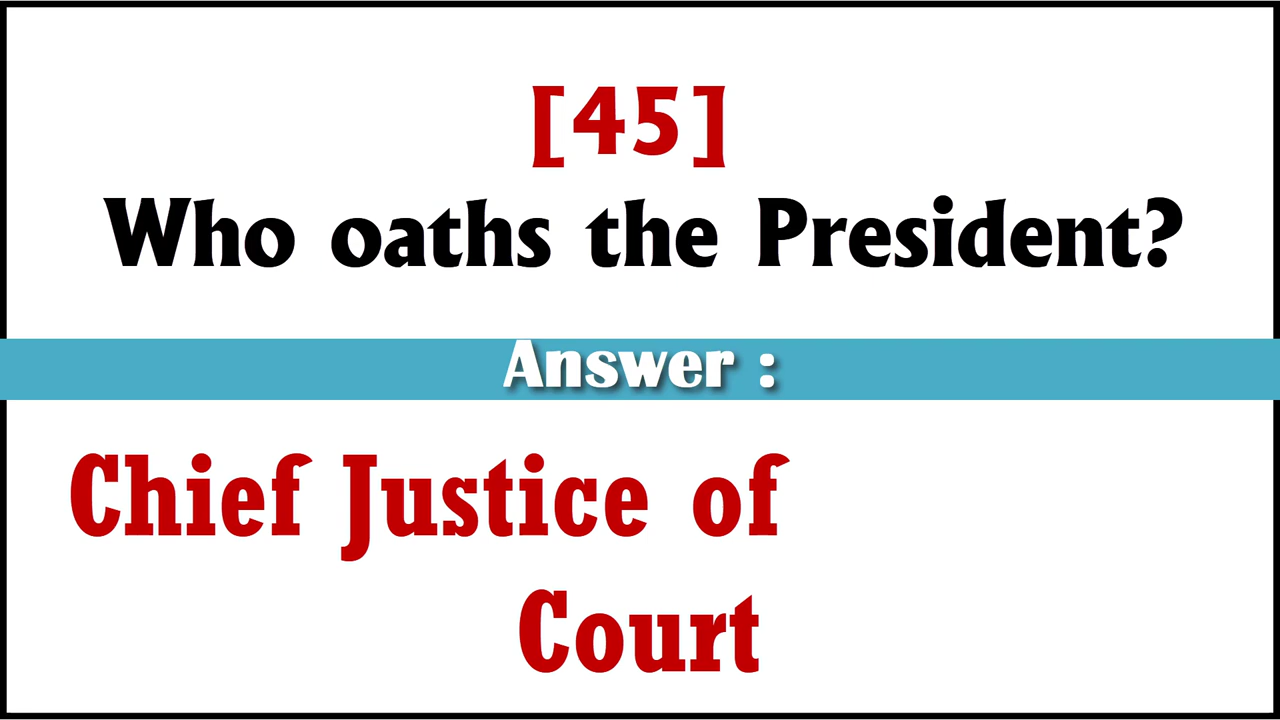 [45]
Who oaths the President?
Answer :
Chief Justice of
Court